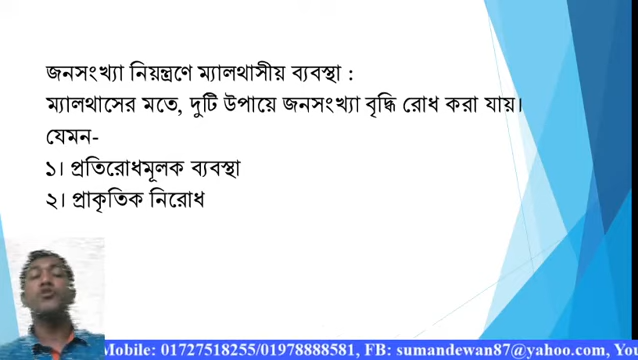 জনসংখ্যা নিয়ন্ত্রণে ম্যালথাসীয় ব্যবস্থা :
ম্যালথাসের মতে, দুটি উপায়ে জনসংখ্যা বৃদ্ধি রোধ করা যায়।
যেমন-
১। প্রতিরোধমূলক ব্যবস্থা
২। প্রাকৃতিক নিরোধ
Mobile: 01727518255/01978888581, FB: sumandewan87@yahoo.com, You